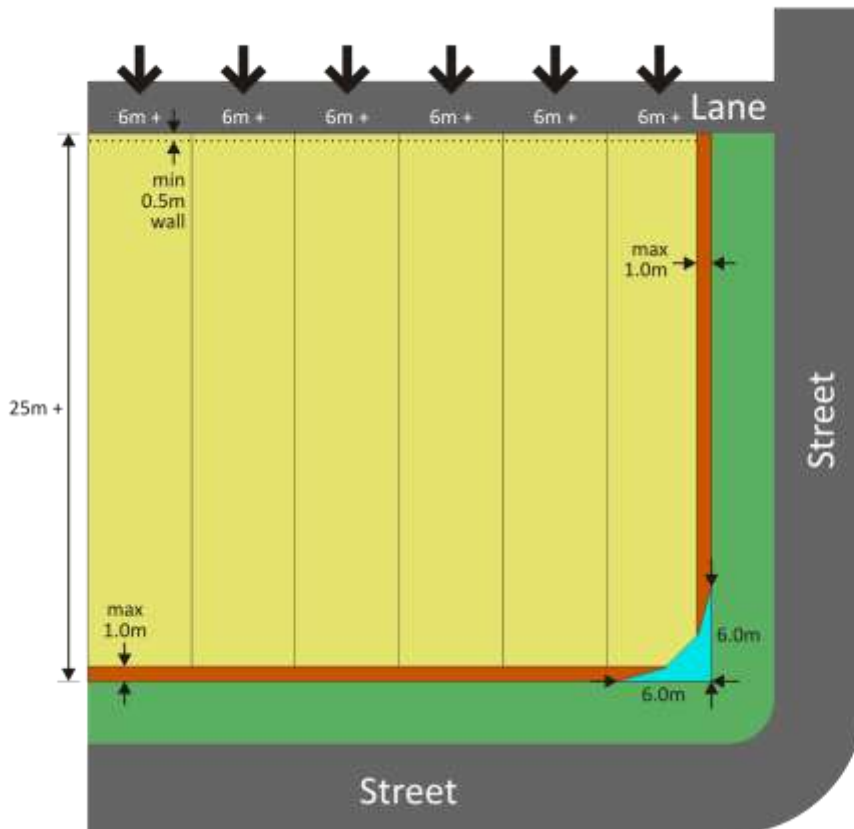 Lane
6m +
6m +
6m +
6m +
6m +
6m +
min
0.5m
wall
max
1.0m
25m +
Street
max
1.0m
6.0m
6.0m
Street